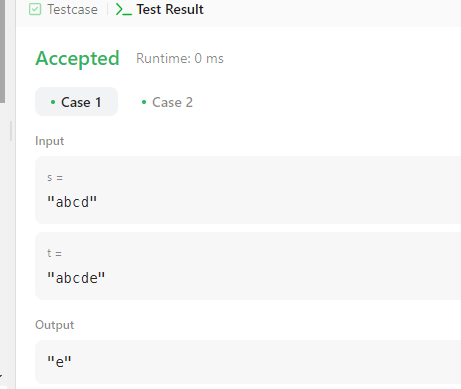 Testcase
Test Result
Accepted Runtime: 0 ms
Case 1 Case 2
Input
s =
"abcd"
t =
"abcde"
Output
"e"